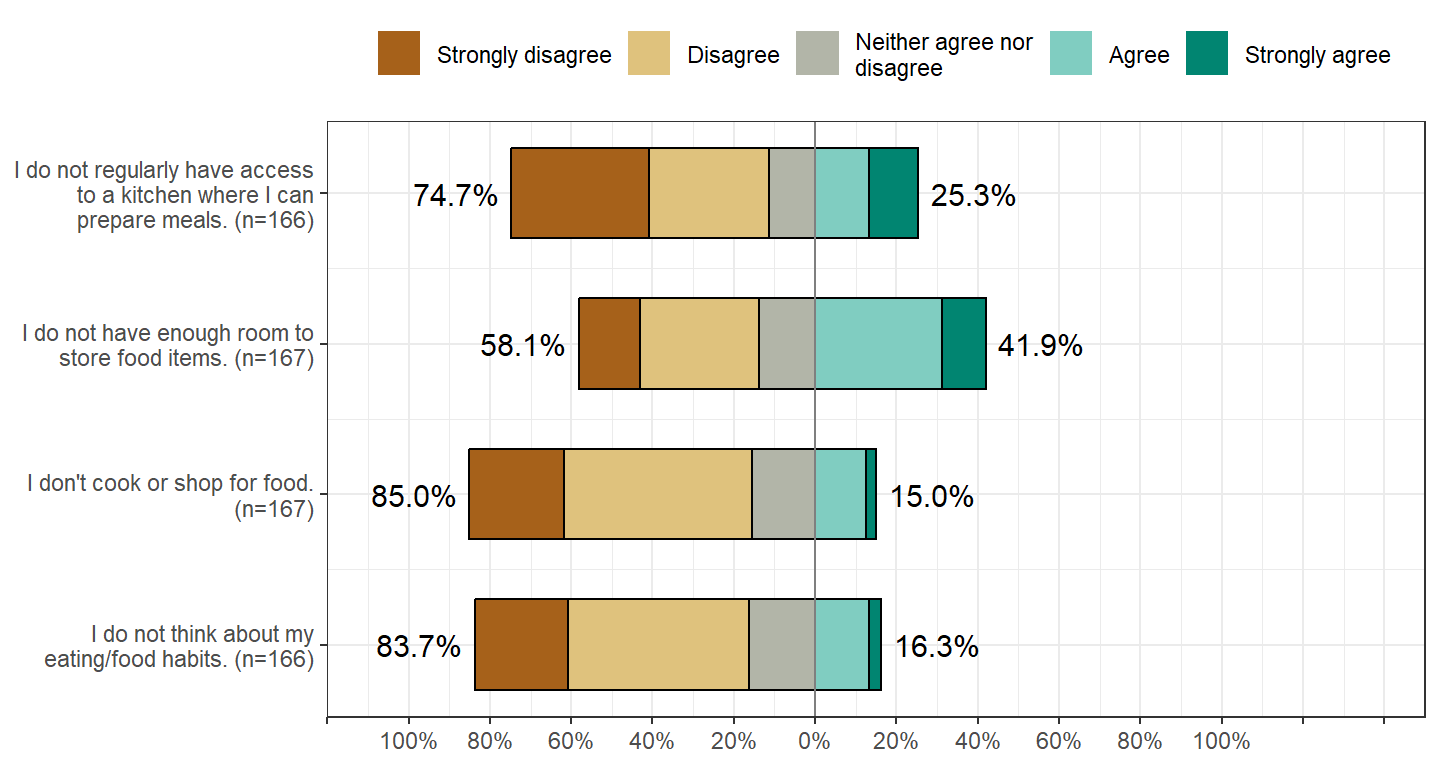 Strongly disagree
Disagree
Neither agree nor
disagree
Agree
Strongly agree
I do not regularly have access
to a kitchen where I can
prepare meals. (n=166)
74.7%
25.3%
I do not have enough room to
store food items. (n=167)
58.1%
41.9%
I don't cook or shop for food.
(n=167)
85.0%
15.0%
I do not think about my
eating/food habits. (n=166)
83.7%
16.3%
100% 80% 60% 40% 20% 0% 20% 40% 60% 80% 100%